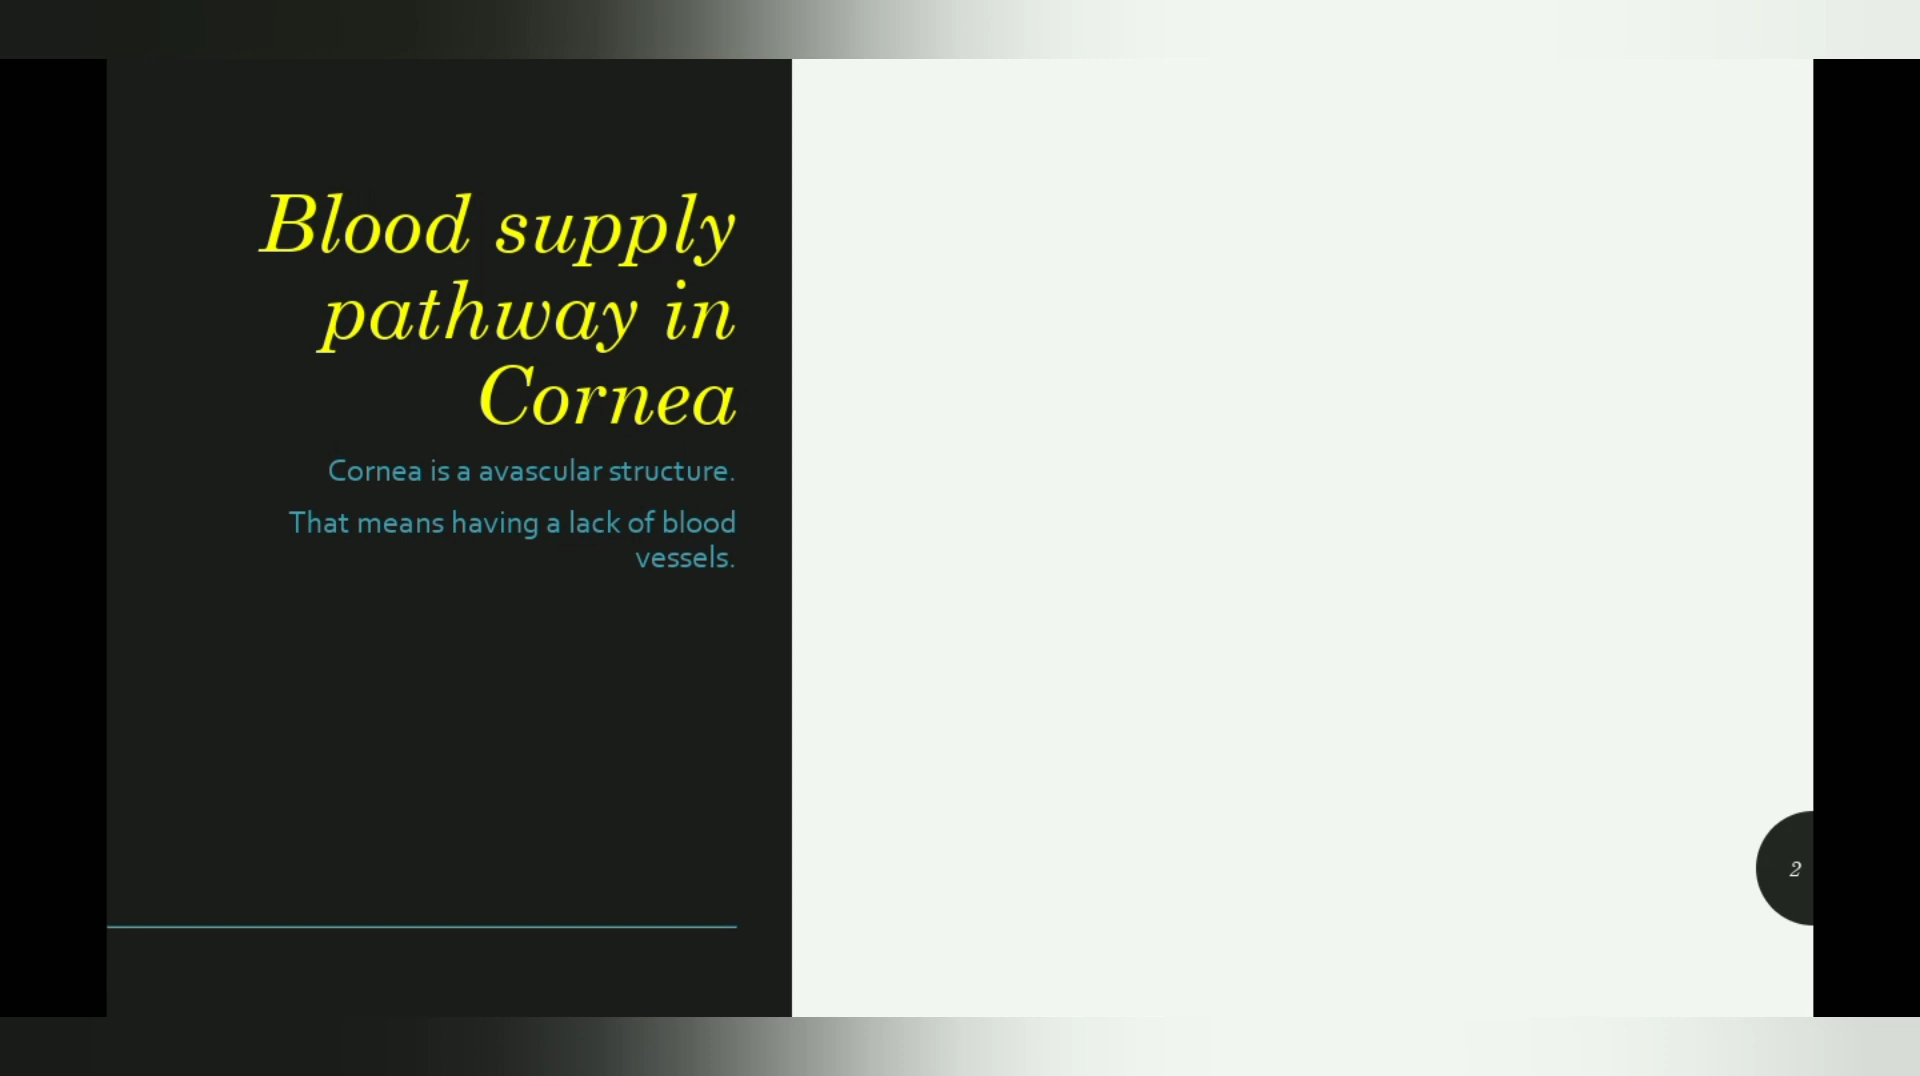 Blood supply
pathway in
Cornea
Cornea is a avascular structure.
That means having a lack of blood
vessels.
2